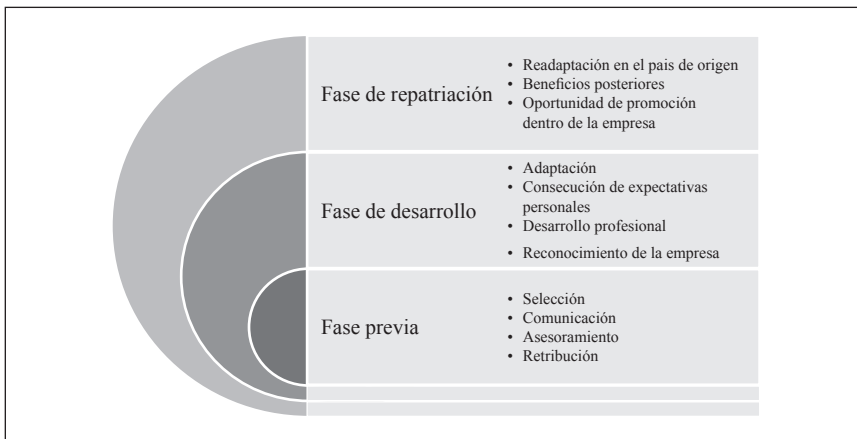 Fase de repatriación
• Readaptación en el pais de origen
• Beneficios posteriores
• Oportunidad de promoción
dentro de la empresa
Fase de desarrollo
• Adaptación
• Consecución de expectativas
personales
• Desarrollo profesional
• Reconocimiento de la empresa
Fase previa
• Selección
• Comunicación
• Asesoramiento
• Retribución